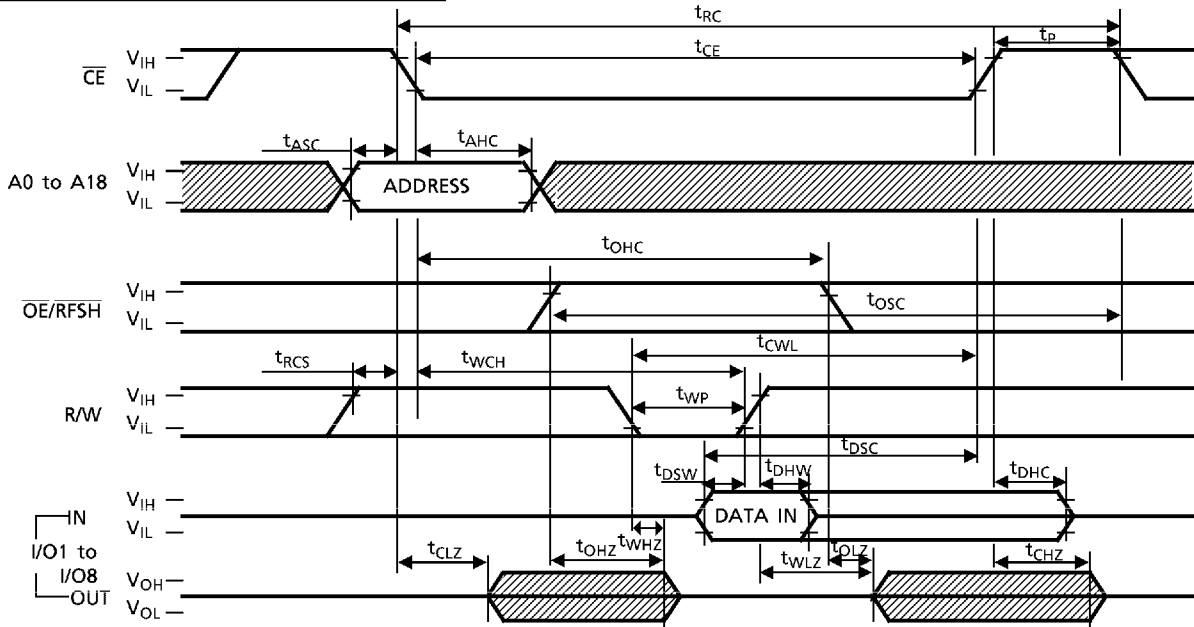 tRC
tP
CE
VIH
VIL
tCE
tASC
tAHC
A0 to A18
VIH
VIL
ADDRESS
tOHC
OE/RFSH
VIH
VIL
tOSC
tCWL
tRCS
tWCH
R/W
VIH
ViL
tWP
tDSC
tDSW
tDHW
tDHC
VIH
VIL
DATA IN
IN
I/O1 to
I/O8
OUT
tCLZ
tOHZ
tWHZ
tWLZ
tOLZ
tCHZ
VOH
VOL